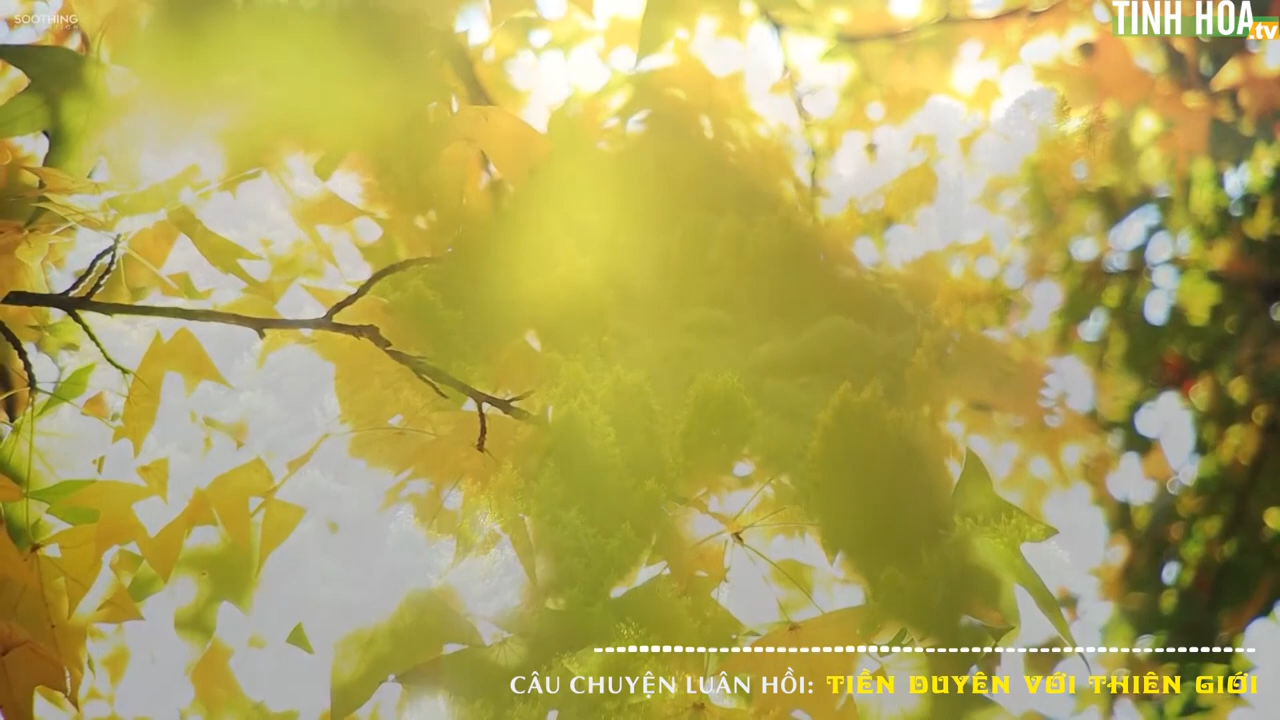 SOOTHING
TINH HOA
.tv
CÂU CHUYỆN LUÂN HỒI: TIỀN DUYÊN VỚI THIÊN GIỚI